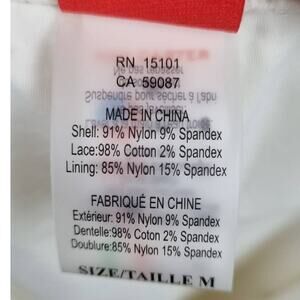 RN 15101
CA 59087
MADE IN CHINA
Shell: 91% Nylon 9% Spandex
Lace:98% Cotton 2% Spandex
Lining: 85% Nylon 15% Spandex
FABRIQUÉ EN CHINE
Extérieur: 91% Nylon 9% Spandex
Dentelle:98% Coton 2% Spandex
Doublure:85% Nylon 15% Spandex
SIZE/TAILLE M